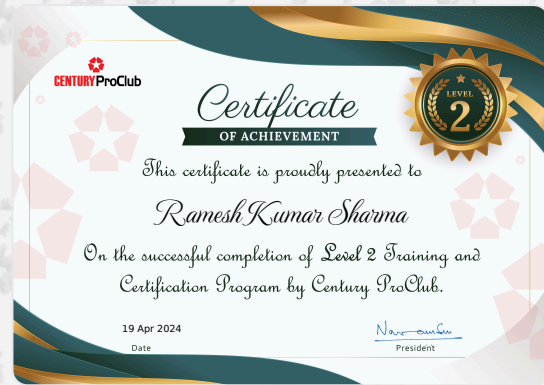 CENTURY ProClub
Certificate
OF ACHIEVEMENT
LEVEL
2
This certificate is proudly presented to
Ramesh Kumar Sharma
On the successful completion of Level 2 Training and
Certification Program by Century ProClub.
19 Apr 2024
Date
President